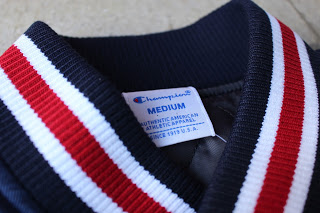 Champion
MEDIUM
AUTHENTIC AMERICAN
ATHLETIC APPAREL
SINCE 1919 U.S.A.